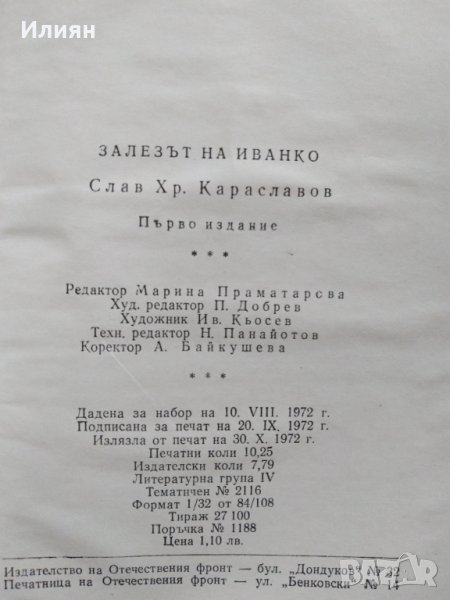 Илиян
ЗАЛЕЗЪТ НА ИВАНКО
Слав Хр. Караславов
Първо издание
* * *
Редактор Марина Праматарова
Худ. редактор П. Добрев
Художник Ив. Кьосев
Техн. редактор Н. Панайотов
Коректор А. Байкушева
* * *
Дадена за набор на 10. VIII. 1972 г.
Подписана за печат на 20. IX. 1972 г.
Излязла от печат на 30. X. 1972 г.
Печатни коли 10,25
Издателски коли 7,79
Литературна група IV
Тематичен № 2116
Формат 1/32 от 84/108
Тираж 27 100
Поръчка № 1188
Цена 1,10 лв.
Издателство на Отечествения фронт — бул. „Дондуков“ № 32
Печатница на Отечествения фронт — ул. „Бенковски“ № 14